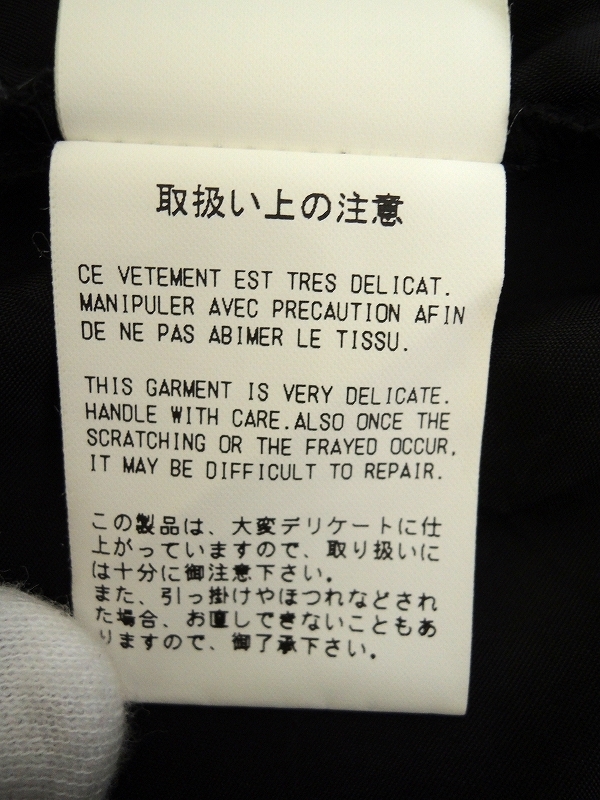 取扱い上の注意
CE VETEMENT EST TRES DELICAT.
MANIPULER AVEC PRECAUTION AFIN
DE NE PAS ABIMER LE TISSU.
THIS GARMENT IS VERY DELICATE.
HANDLE WITH CARE.ALSO ONCE THE
SCRATCHING OR THE FRAYED OCCUR,
IT MAY BE DIFFICULT TO REPAIR.
この製品は、大変デリケートに仕
上がっていますので、取り扱いに
は十分に御注意下さい。
また、引っ掛けやほつれなどされ
た場合、お直しできないこともあ
りますので、御了承下さい。